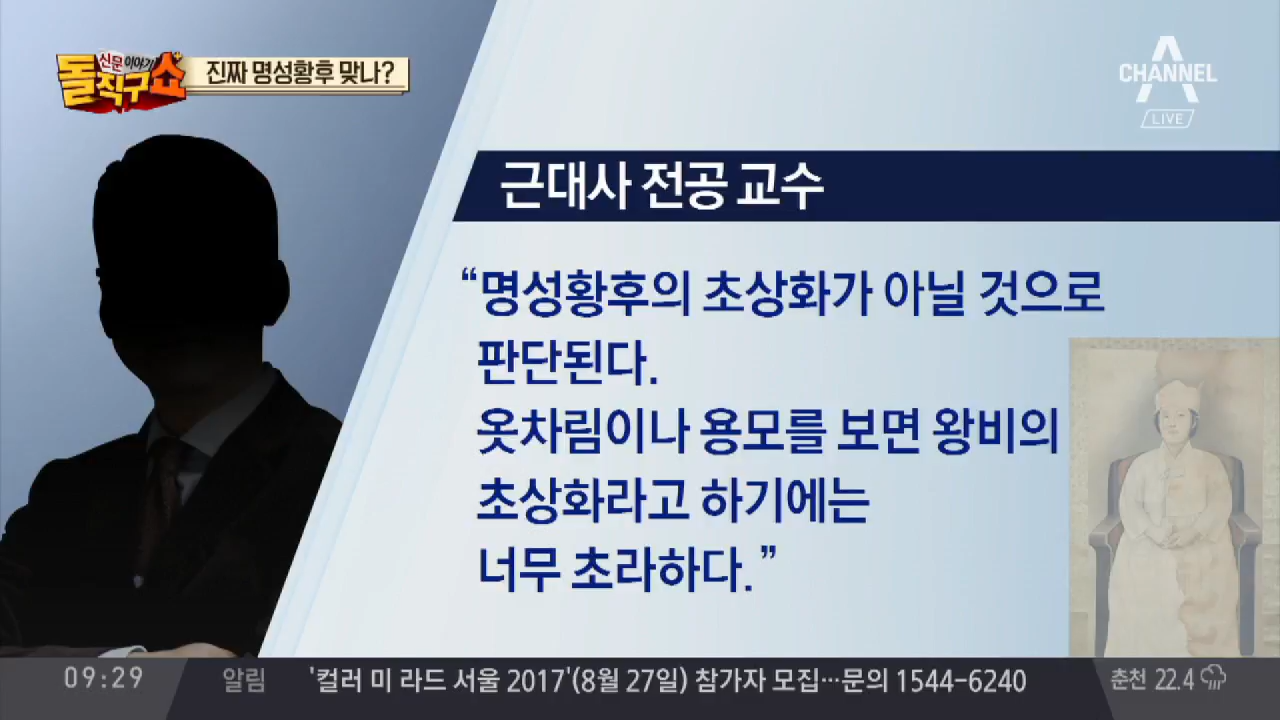 신문이야기
돌직구쇼+
진짜 명성황후 맞나?
CHANNEL A
LIVE
근대사 전공 교수
“명성황후의 초상화가 아닐 것으로
판단된다.
옷차림이나 용모를 보면 왕비의
초상화라고 하기에는
너무 초라하다.”
09:29
알림
'컬러 미 라드 서울 2017'(8월 27일) 참가자 모집…문의 1544-6240
춘천 22.4